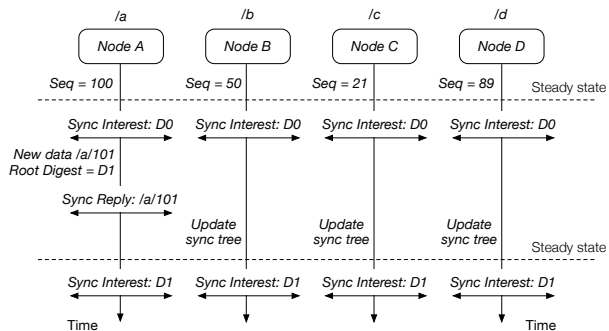 /a /b /c /d
Node A Node B Node C Node D
Seq = 100 Seq = 50 Seq = 21 Seq = 89
Steady state
Sync Interest: D0 Sync Interest: D0 Sync Interest: D0 Sync Interest: D0
New data /a/101
Root Digest = D1
Sync Reply: /a/101
Update Update Update
sync tree sync tree sync tree
Steady state
Sync Interest: D1 Sync Interest: D1 Sync Interest: D1 Sync Interest: D1
Time Time